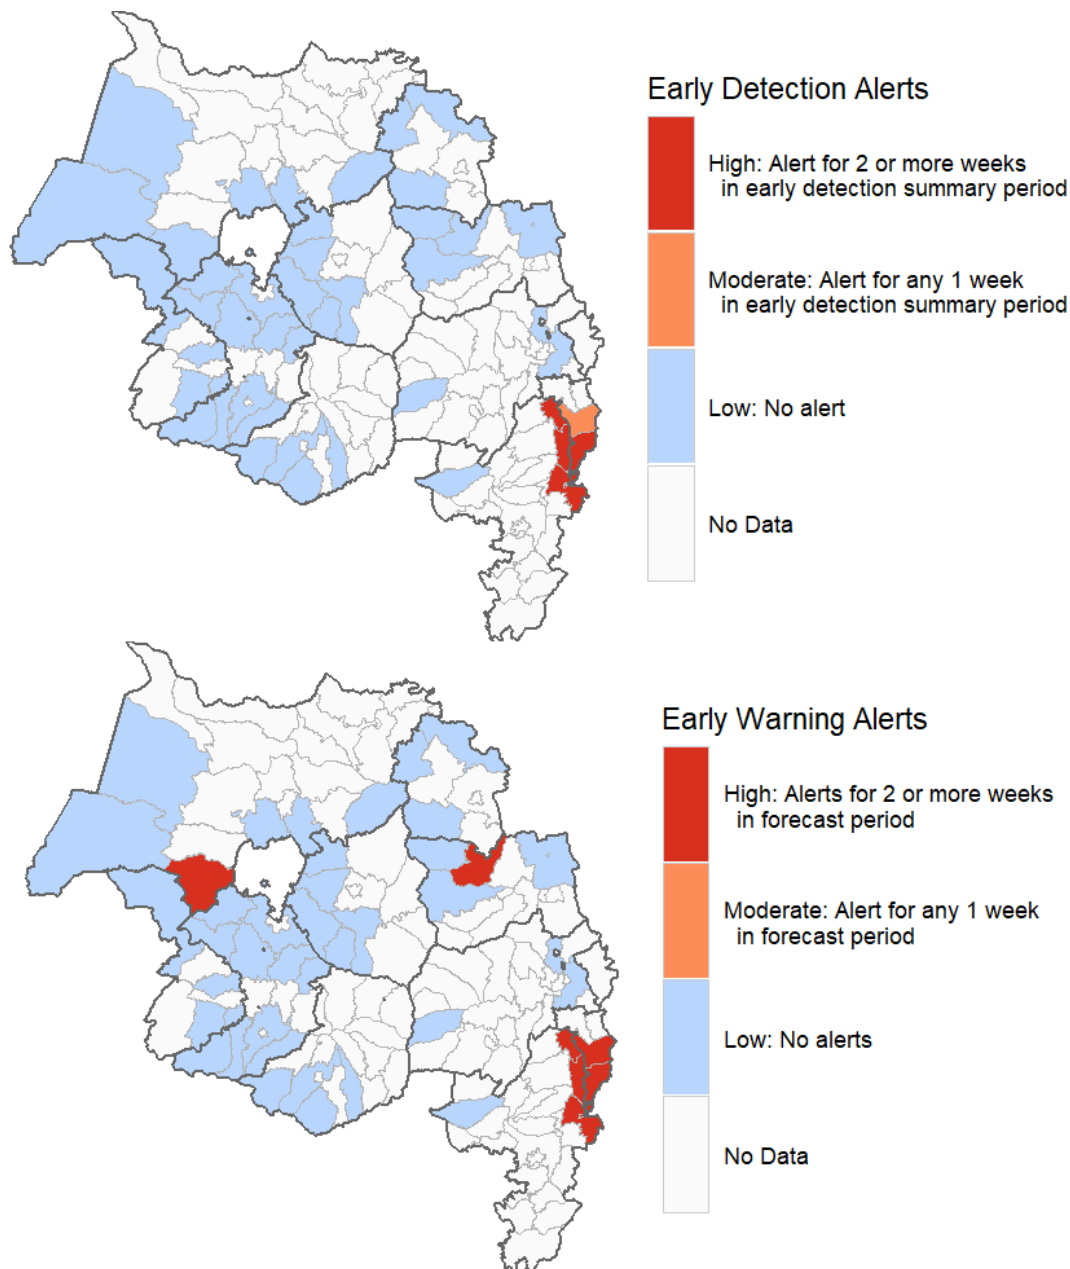 Early Detection Alerts
High: Alert for 2 or more weeks
in early detection summary period
Moderate: Alert for any 1 week
in early detection summary period
Low: No alert
No Data
Early Warning Alerts
High: Alerts for 2 or more weeks
in forecast period
Moderate: Alert for any 1 week
in forecast period
Low: No alerts
No Data